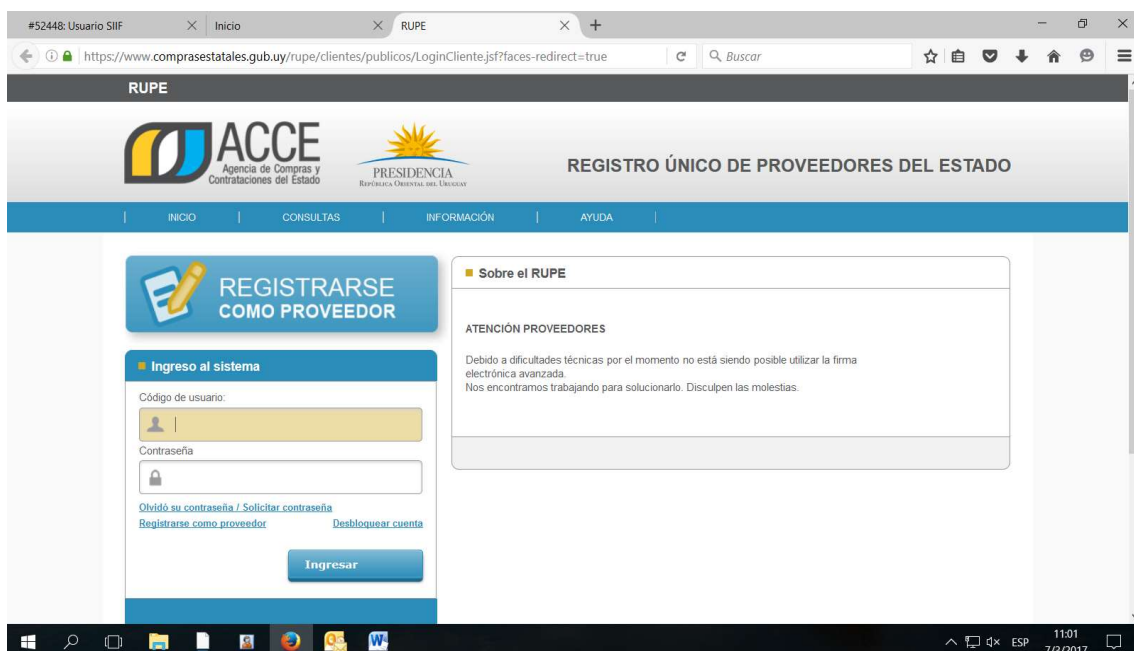 #52448: Usuario SIIF
Inicio
RUPE
https://www.comprasestatales.gub.uy/rupe/clientes/publicos/LoginCliente.jsf?faces-redirect=true
Buscar
RUPE
ACCE
Agencia de Compras y
Contrataciones del Estado
PRESIDENCIA
REPÚBLICA ORIENTAL DEL URUGUAY
REGISTRO ÚNICO DE PROVEEDORES DEL ESTADO
INICIO
CONSULTAS
INFORMACIÓN
AYUDA
REGISTRARSE
COMO PROVEEDOR
Ingreso al sistema
Código de usuario:
Contraseña
Olvidó su contraseña / Solicitar contraseña
Registrarse como proveedor
Desbloquear cuenta
Ingresar
Sobre el RUPE
ATENCIÓN PROVEEDORES
Debido a dificultades técnicas por el momento no está siendo posible utilizar la firma
electrónica avanzada.
Nos encontramos trabajando para solucionarlo. Disculpen las molestias.
ESP
11:01